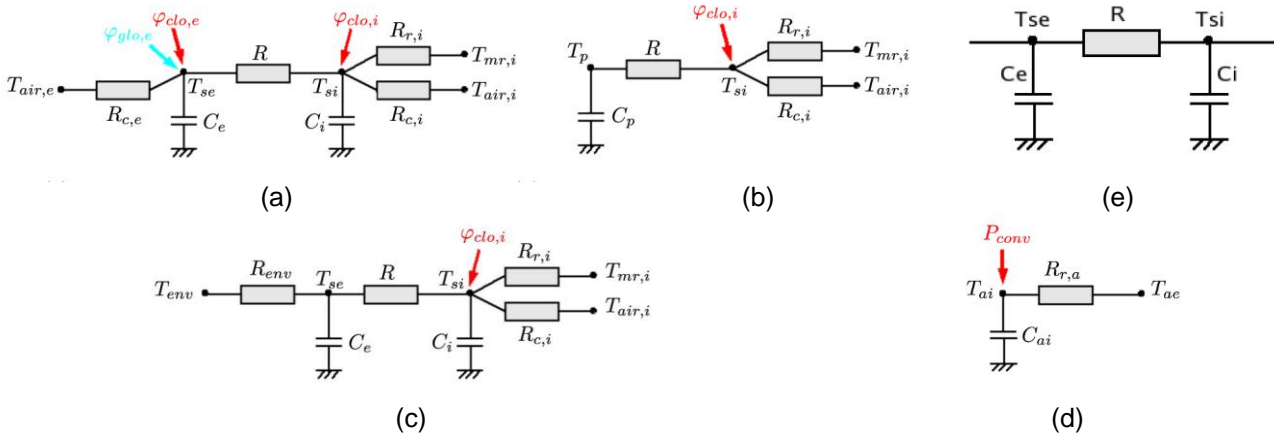 φclo,e
φglo,e
φclo,i
Tair,e
Rc,e
Tse
Ce
R
Tsi
Ci
Rr,i
Rc,i
Tmr,i
Tair,i
(a)
φclo,i
Tp
R
Cp
Tsi
Rr,i
Rc,i
Tmr,i
Tair,i
(b)
Tse
R
Tsi
Ce
Ci
(e)
φclo,i
Tenv
Renv
Tse
R
Tsi
Ce
Ci
Rr,i
Rc,i
Tmr,i
Tair,i
(c)
Pconv
Tai
Rr,a
Tae
Cai
(d)